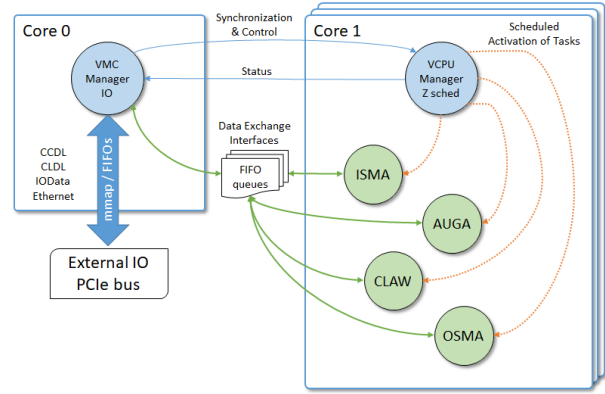 Core 0
Synchronization
& Control
Core 1
Scheduled
Activation of Tasks
VMC
Manager
IO
Status
VCPU
Manager
Z sched
Data Exchange
Interfaces
CCDL
CLDL
IOData
Ethernet
mmap / FIFOs
FIFO
queues
ISMA
AUGA
CLAW
OSMA
External IO
PCIe bus